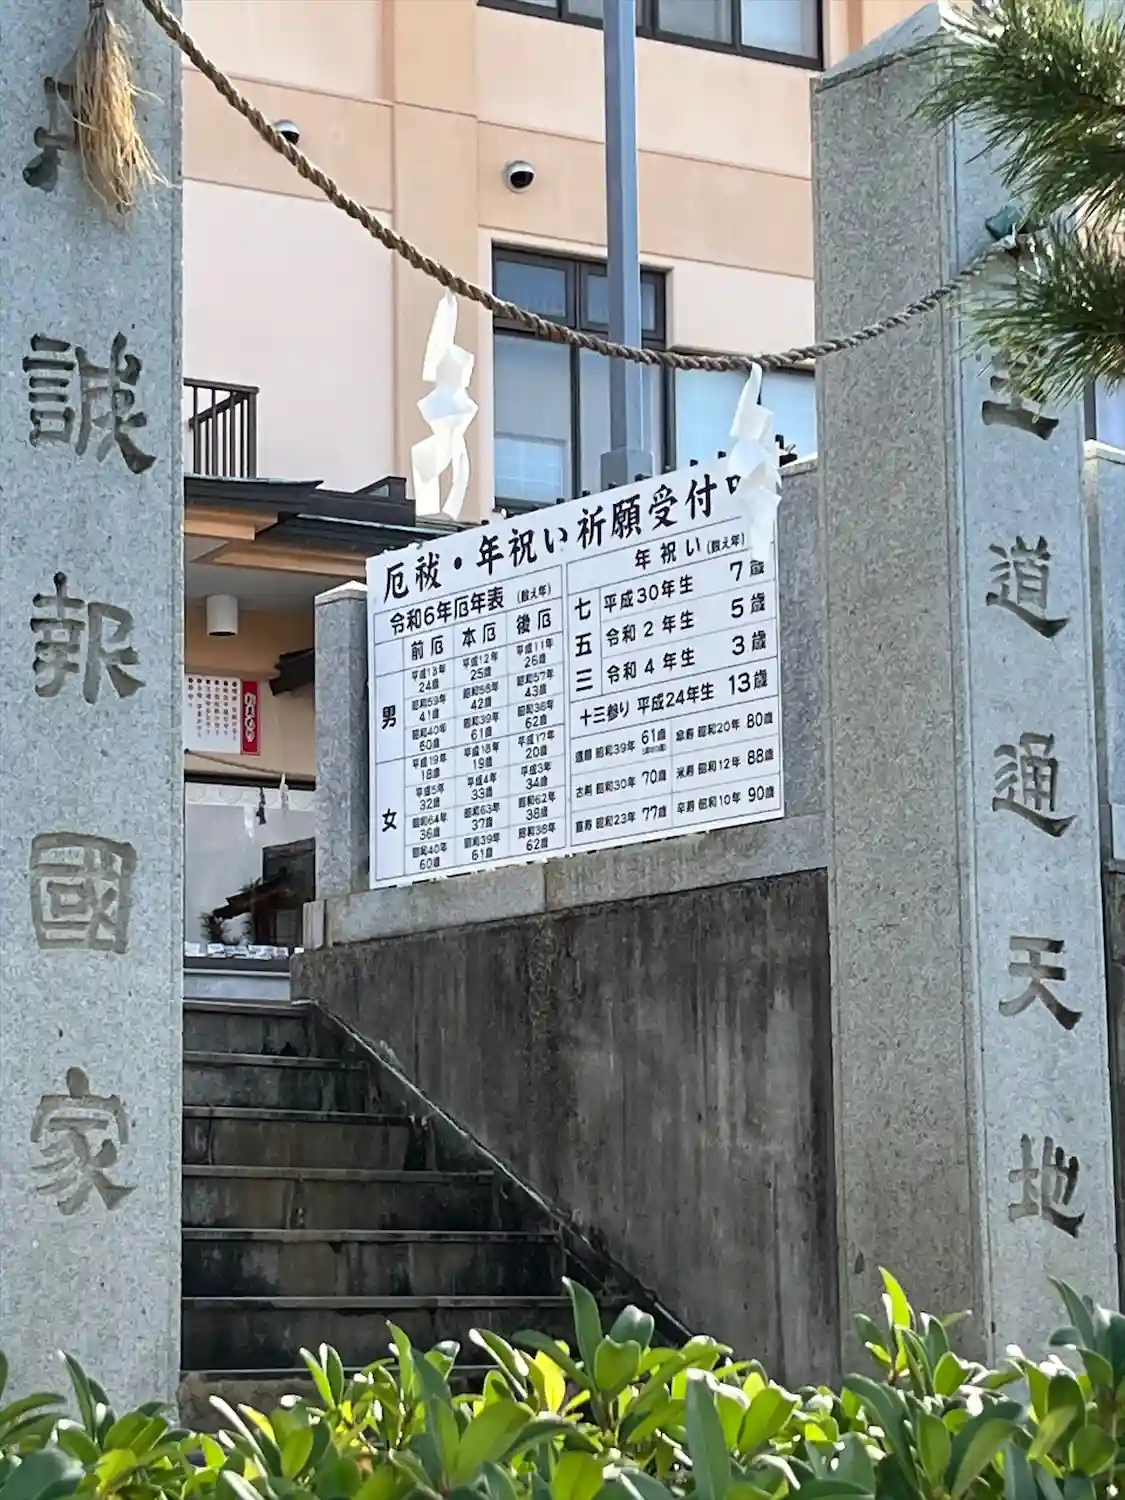 誠報國家
厄祓・年祝い祈願受付
令和6年厄年表 (数え年)
前厄 本厄 後厄
男
平成13年 平成12年 平成11年
24歳 25歳 26歳
昭和59年 昭和58年 昭和57年
41歳 42歳 43歳
昭和40年 昭和39年 昭和38年
60歳 61歳 62歳
女
平成19年 平成18年 平成17年
18歳 19歳 20歳
平成5年 平成4年 平成3年
32歳 33歳 34歳
昭和64年 昭和63年 昭和62年
36歳 37歳 38歳
昭和40年 昭和39年 昭和38年
60歳 61歳 62歳
年祝い (数え年)
七 平成30年生 7歳
五 令和2年生 5歳
三 令和4年生 3歳
十三参り 平成24年生 13歳
還暦 昭和39年 61歳 傘寿 昭和20年 80歳
古希 昭和30年 70歳 米寿 昭和12年 88歳
喜寿 昭和23年 77歳 卒寿 昭和10年 90歳
道通天地